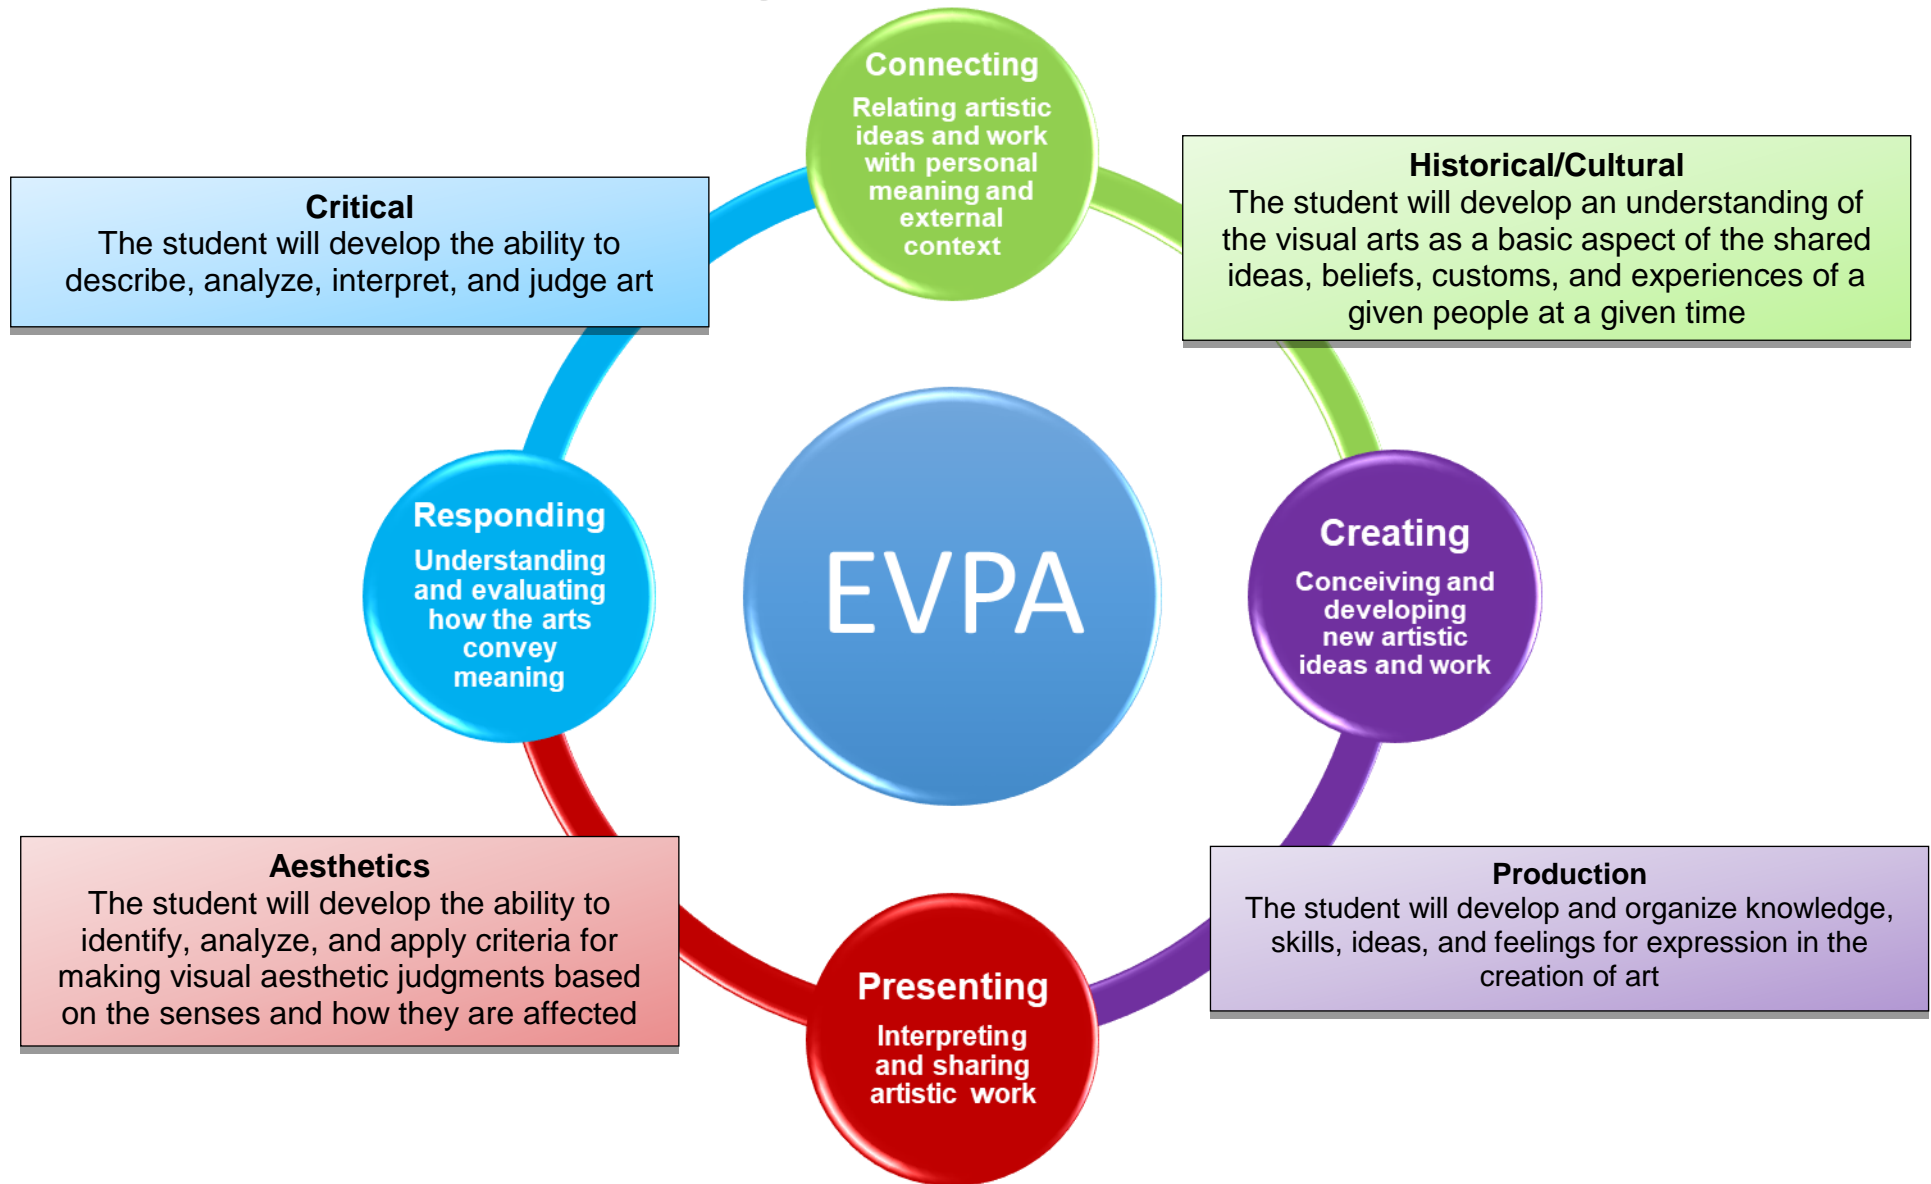 Connecting
Relating artistic
ideas and work
with personal
meaning and
external
context
Critical
The student will develop the ability to
describe, analyze, interpret, and judge art
Historical/Cultural
The student will develop an understanding of
the visual arts as a basic aspect of the shared
ideas, beliefs, customs, and experiences of a
given people at a given time
Responding
Understanding
and evaluating
how the arts
convey
meaning
EVPA
Creating
Conceiving and
developing
new artistic
ideas and work
Aesthetics
The student will develop the ability to
identify, analyze, and apply criteria for
making visual aesthetic judgments based
on the senses and how they are affected
Presenting
Interpreting
and sharing
artistic work
Production
The student will develop and organize knowledge,
skills, ideas, and feelings for expression in the
creation of art